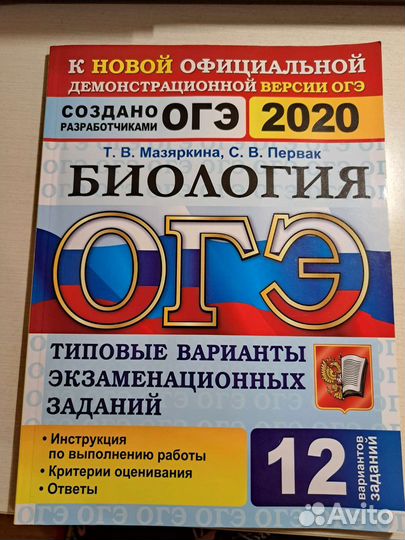 К НОВОЙ ОФИЦИАЛЬНОЙ
ДЕМОНСТРАЦИОННОЙ ВЕРСИИ ОГЭ
СОЗДАНО
РАЗРАБОТЧИКАМИ ОГЭ
2020
Т. В. Мазяркина, С. В. Первак
БИОЛОГИЯ
ОГЭ
ТИПОВЫЕ ВАРИАНТЫ
ЭКЗАМЕНАЦИОННЫХ
ЗАДАНИЙ
• Инструкция
по выполнению работы
• Критерии оценивания
• Ответы
12
вариантов
заданий
Avito